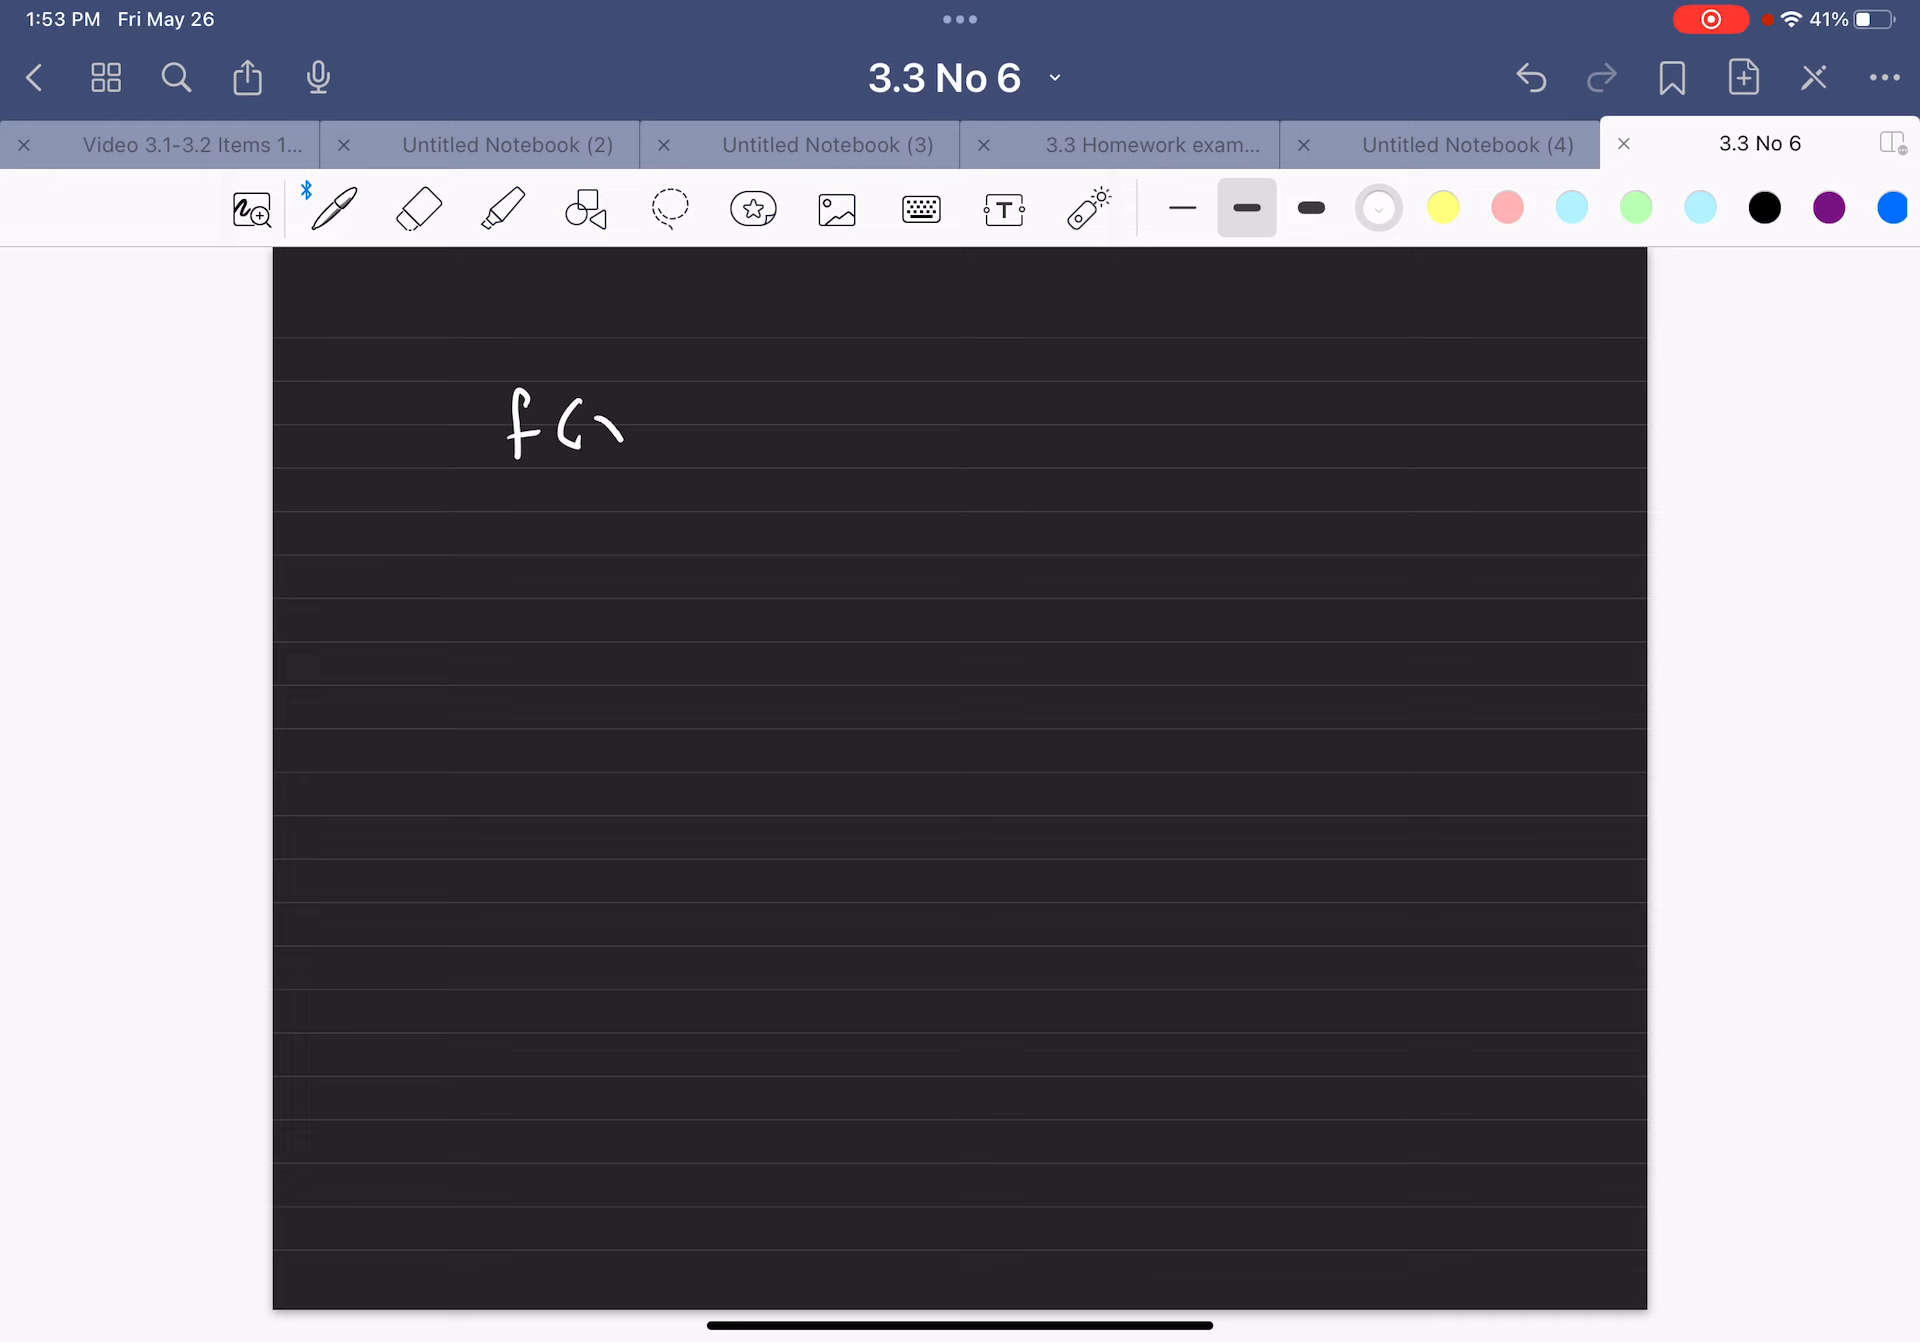 1:53 PM Fri May 26
41%
3.3 No 6
Video 3.1-3.2 Items 1...
Untitled Notebook (2)
Untitled Notebook (3)
3.3 Homework exam...
Untitled Notebook (4)
3.3 No 6
T
f(